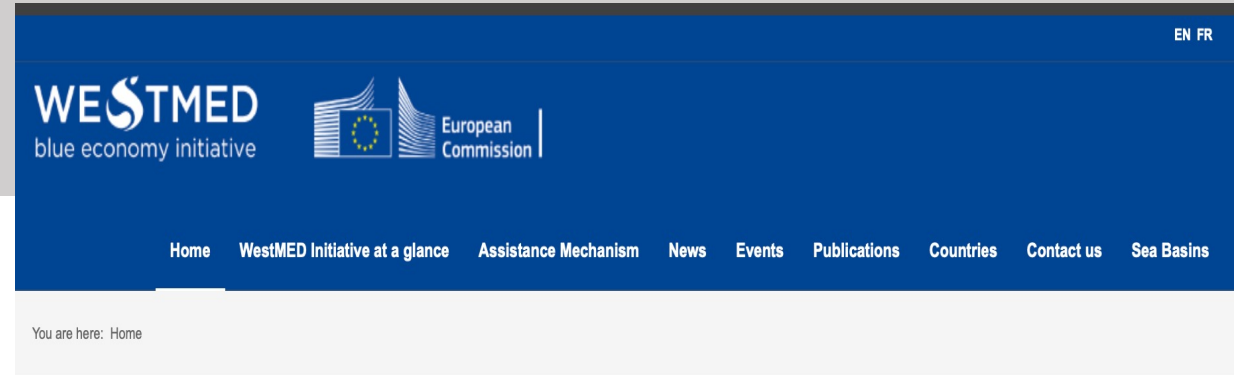 EN FR
WESTMED
blue economy initiative
European
Commission
Home WestMED Initiative at a glance Assistance Mechanism News Events Publications Countries Contact us Sea Basins
You are here: Home